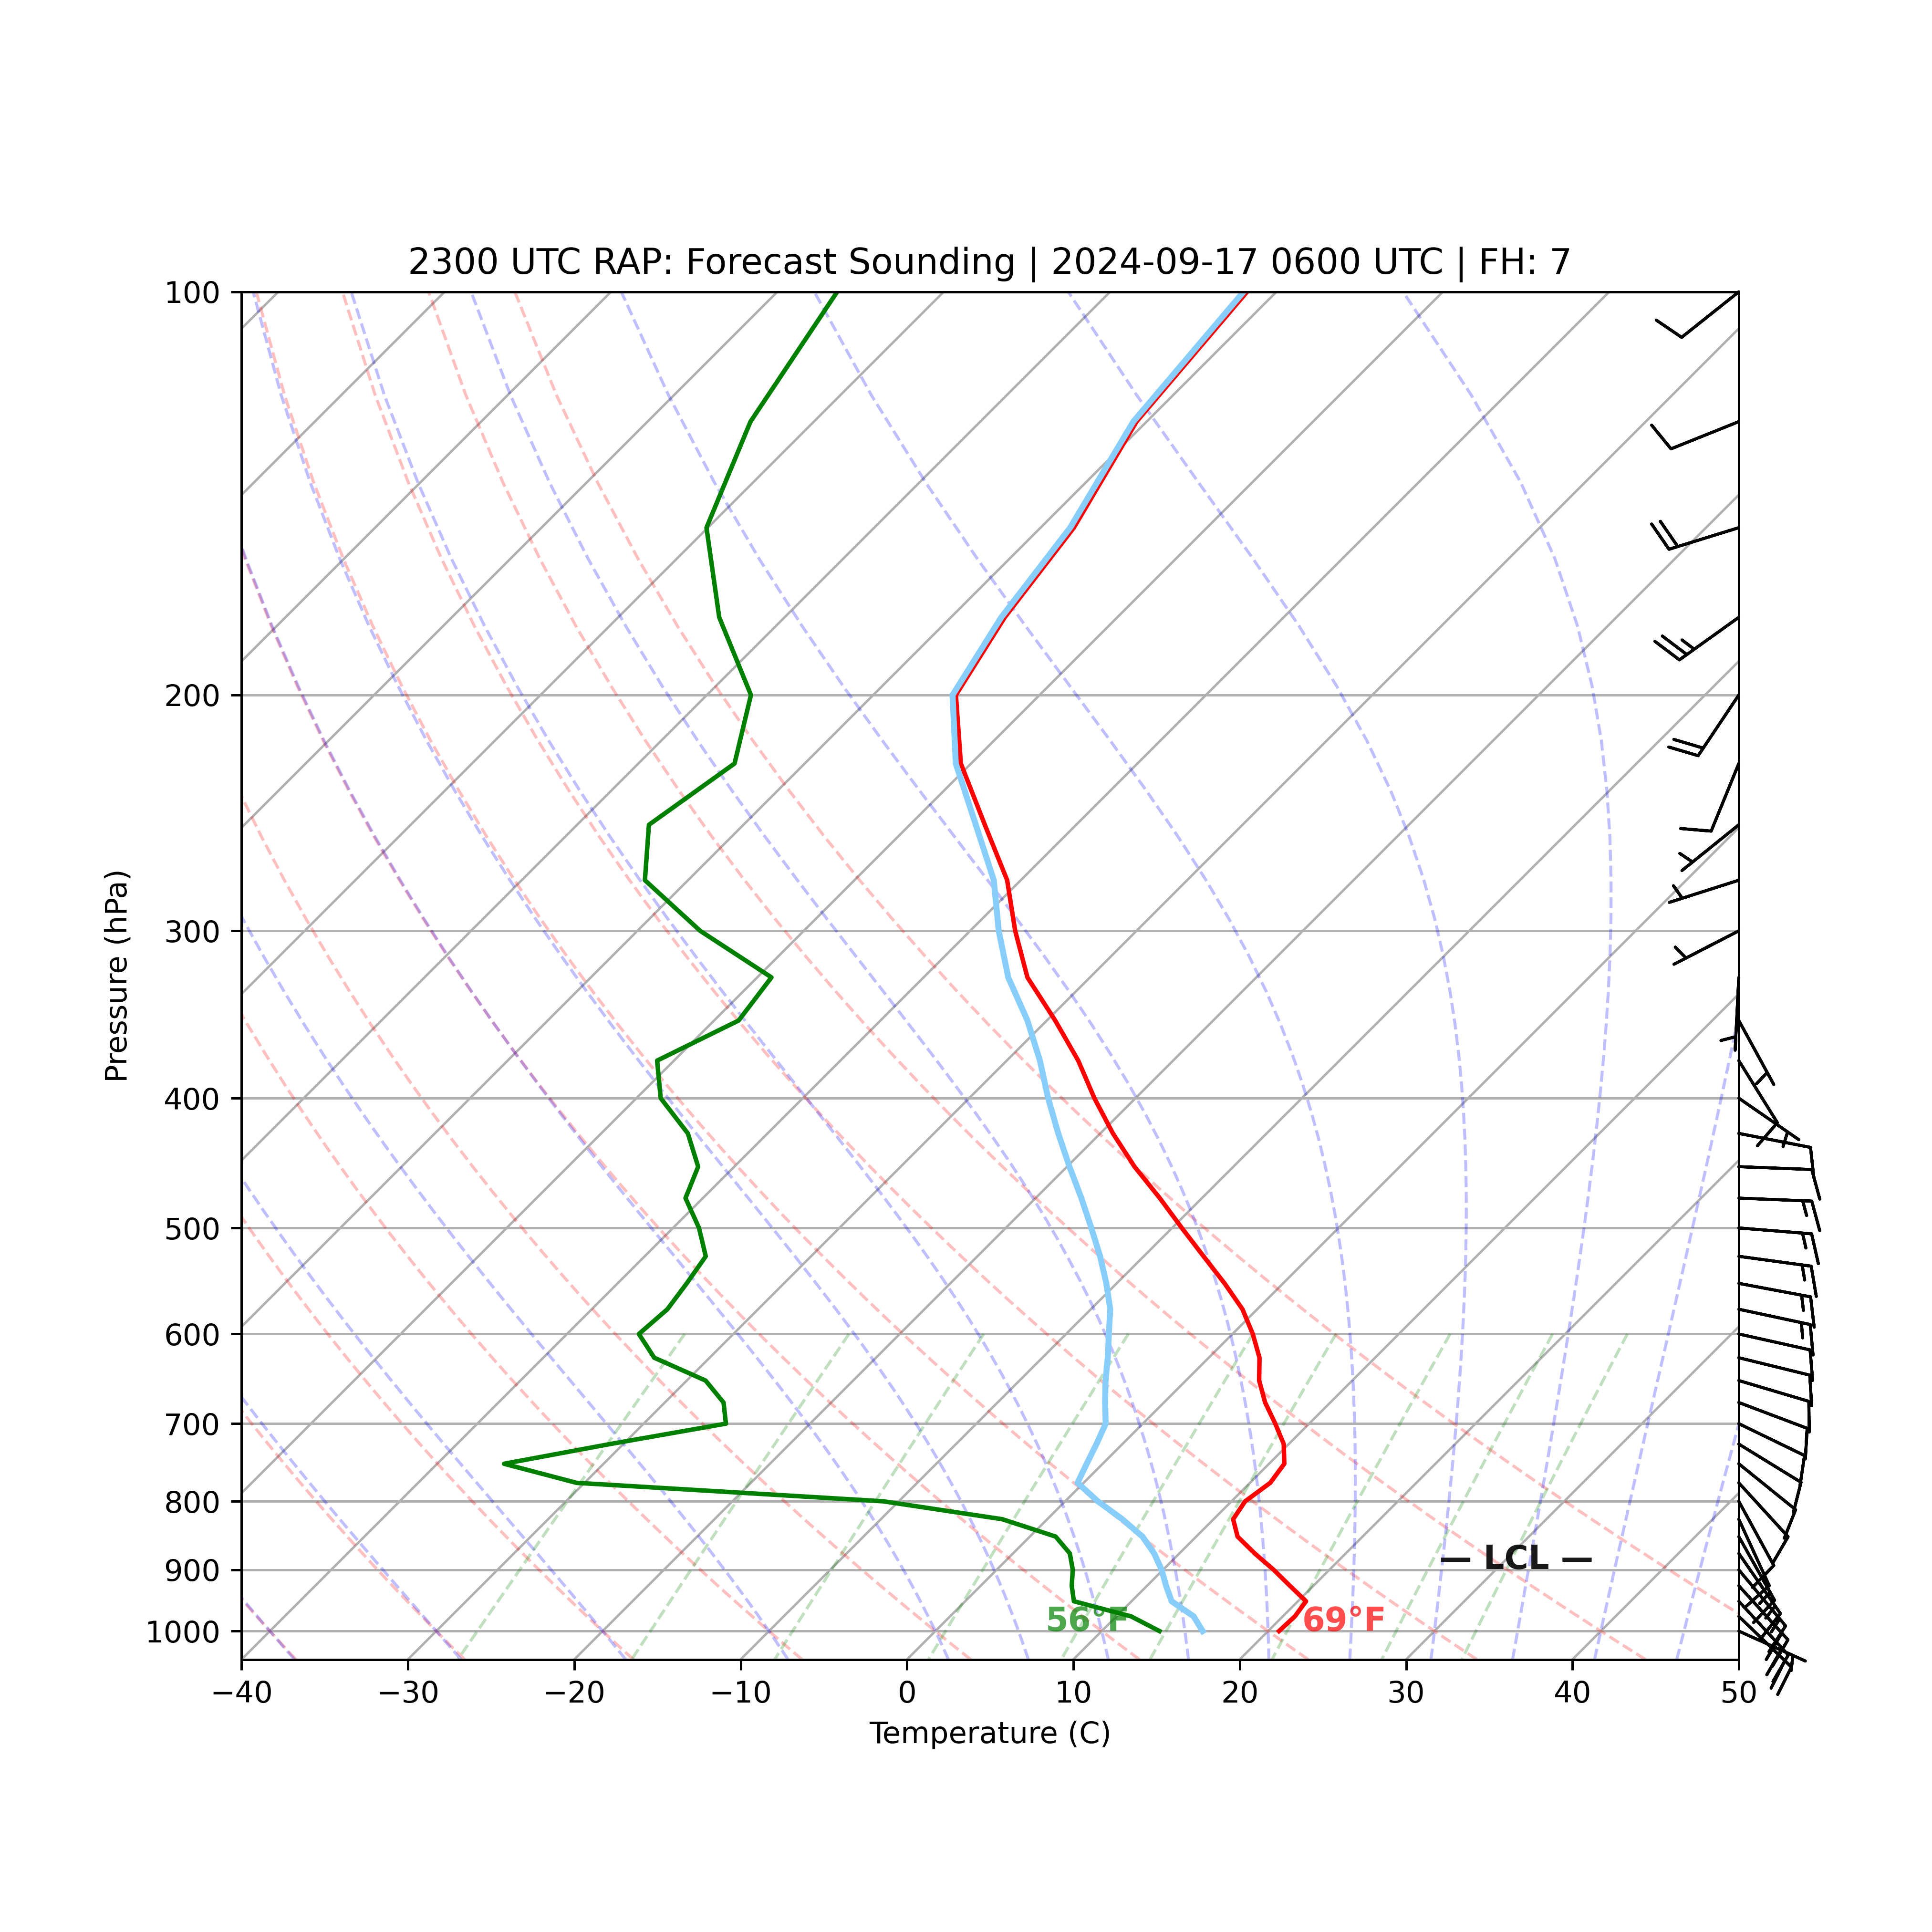 2300 UTC RAP: Forecast Sounding | 2024-09-17 0600 UTC | FH: 7
100
200
300
400
500
600
700
800
900
1000
Pressure (hPa)
— LCL —
56°F
69°F
−40 −30 −20 −10 0 10 20 30 40 50
Temperature (C)